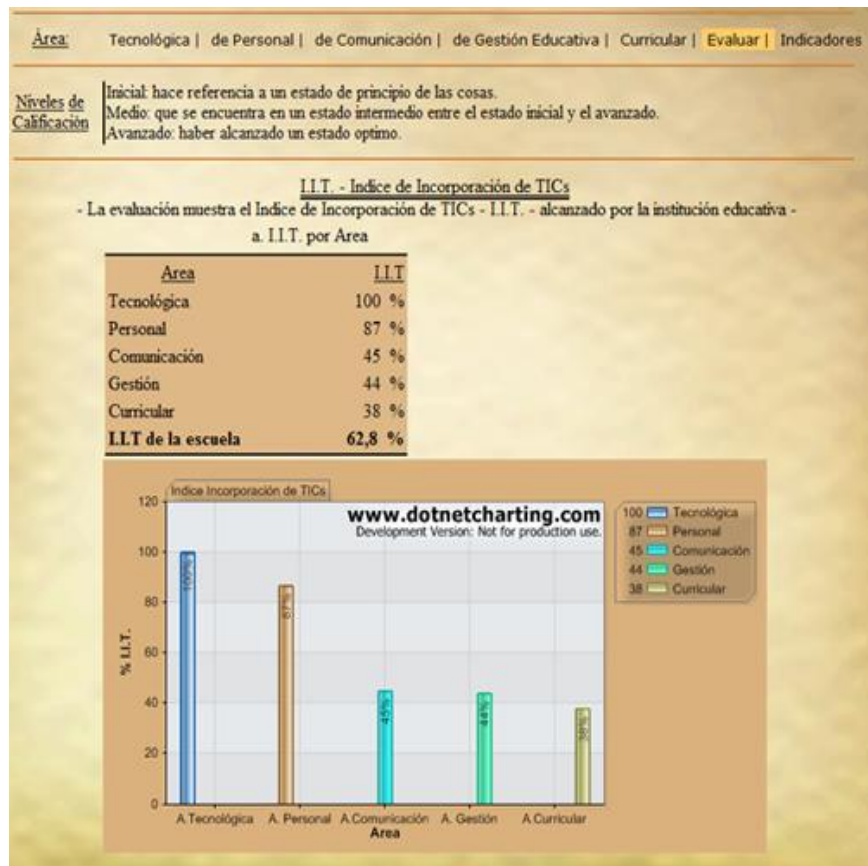 Área: Tecnológica | de Personal | de Comunicación | de Gestión Educativa | Curricular | Evaluar | Indicadores
Niveles de Calificación
Inicial: hace referencia a un estado de principio de las cosas.
Medio: que se encuentra en un estado intermedio entre el estado inicial y el avanzado.
Avanzado: haber alcanzado un estado optimo.
I.I.T. - Indice de Incorporación de TICs
- La evaluación muestra el Indice de Incorporación de TICs - I.I.T. - alcanzado por la institución educativa -
a. I.I.T. por Area
Area I.I.T
Tecnológica 100 %
Personal 87 %
Comunicación 45 %
Gestión 44 %
Curricular 38 %
I.I.T de la escuela 62,8 %
Indice Incorporación de TICs
www.dotnetcharting.com
Development Version: Not for production use.
100 Tecnológica
87 Personal
45 Comunicación
44 Gestión
38 Curricular
% I.I.T.
120
100
80
60
40
20
0
100%
87%
45%
44%
38%
A.Tecnológica A. Personal A.Comunicación A. Gestión A.Curricular
Area